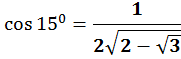 cos 15⁰ = 1 / (2√(2 − √3))